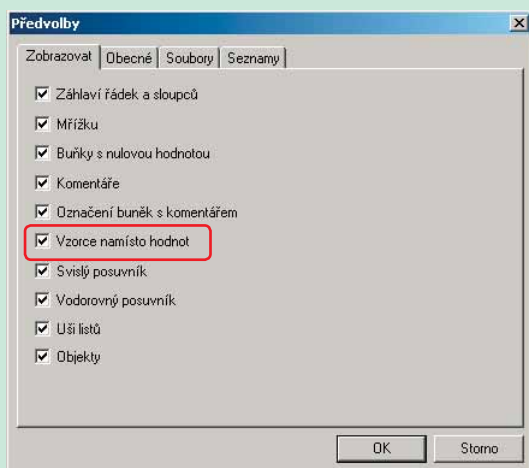 Předvolby
Zobrazovat Obecné Soubory Seznamy
Záhlaví řádek a sloupců
Mřížku
Buňky s nulovou hodnotou
Komentáře
Označení buněk s komentářem
Vzorce namísto hodnot
Svislý posuvník
Vodorovný posuvník
Uši listů
Objekty
OK Storno